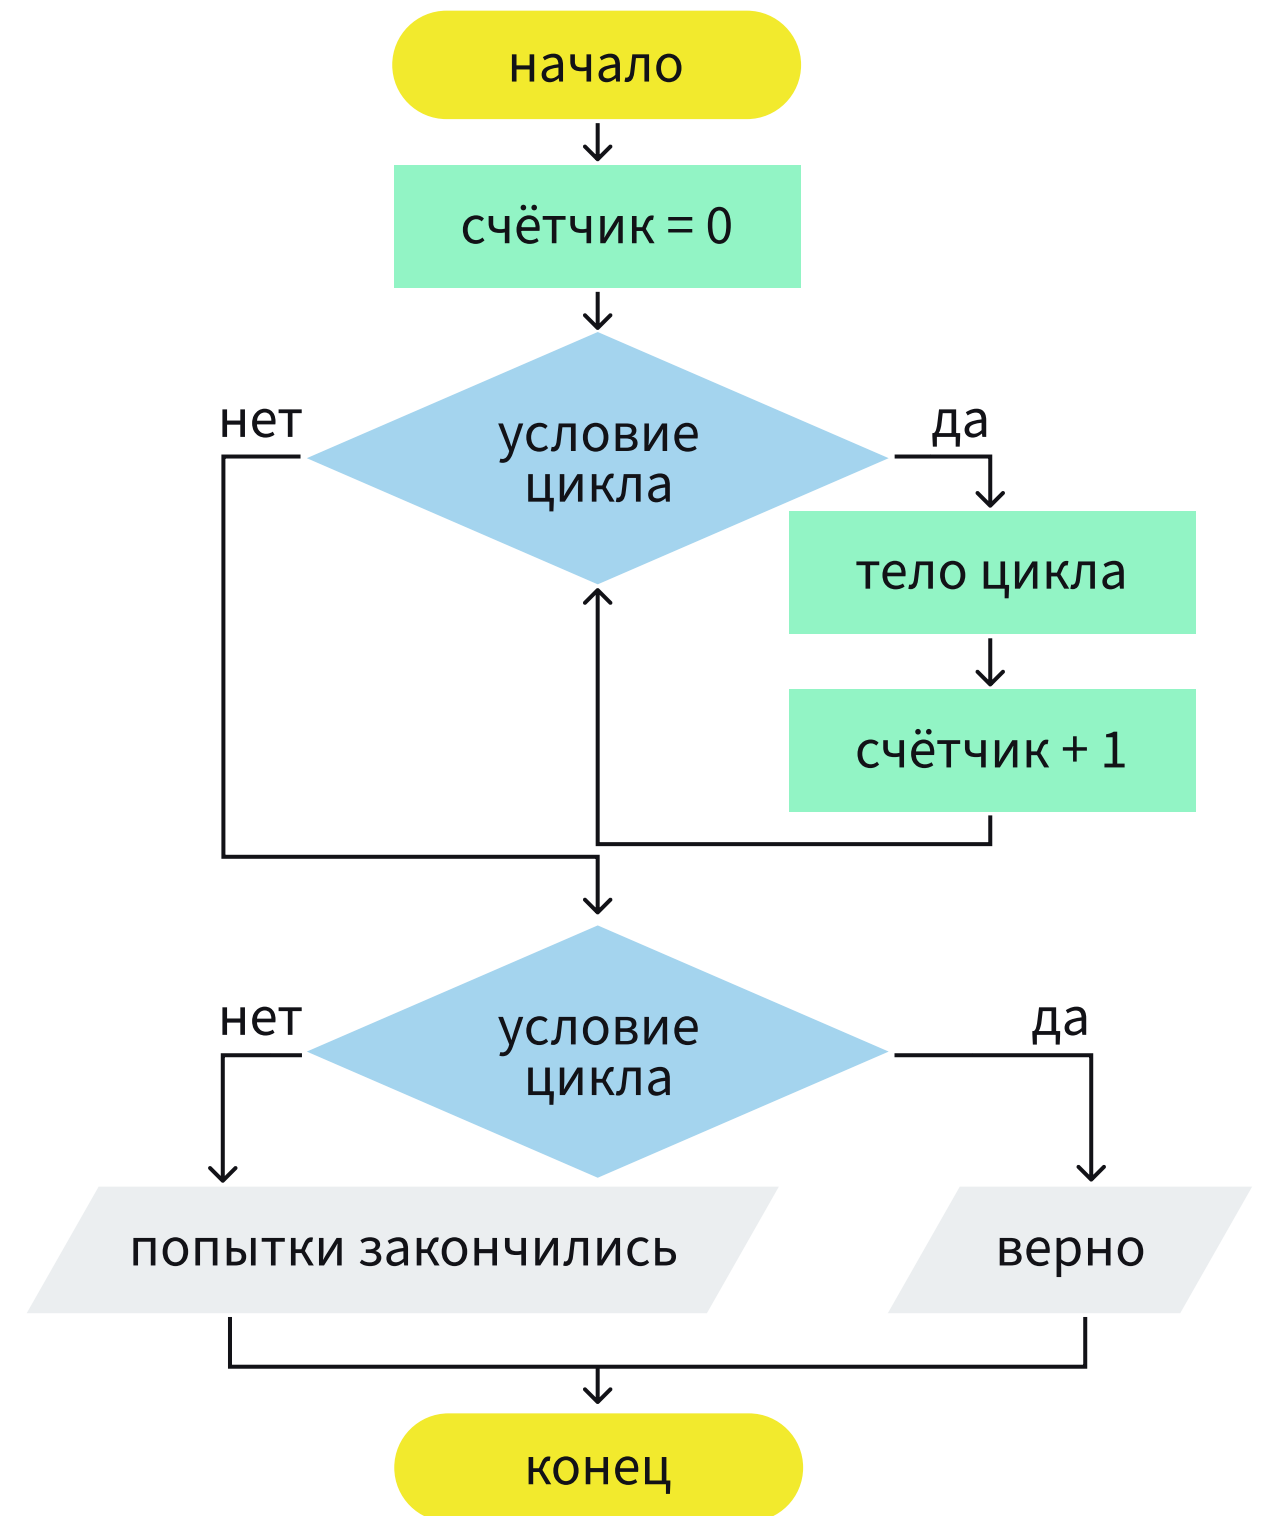 начало
счётчик = 0
нет
да
условие
цикла
тело цикла
счётчик + 1
нет
да
условие
цикла
попытки закончились
верно
конец